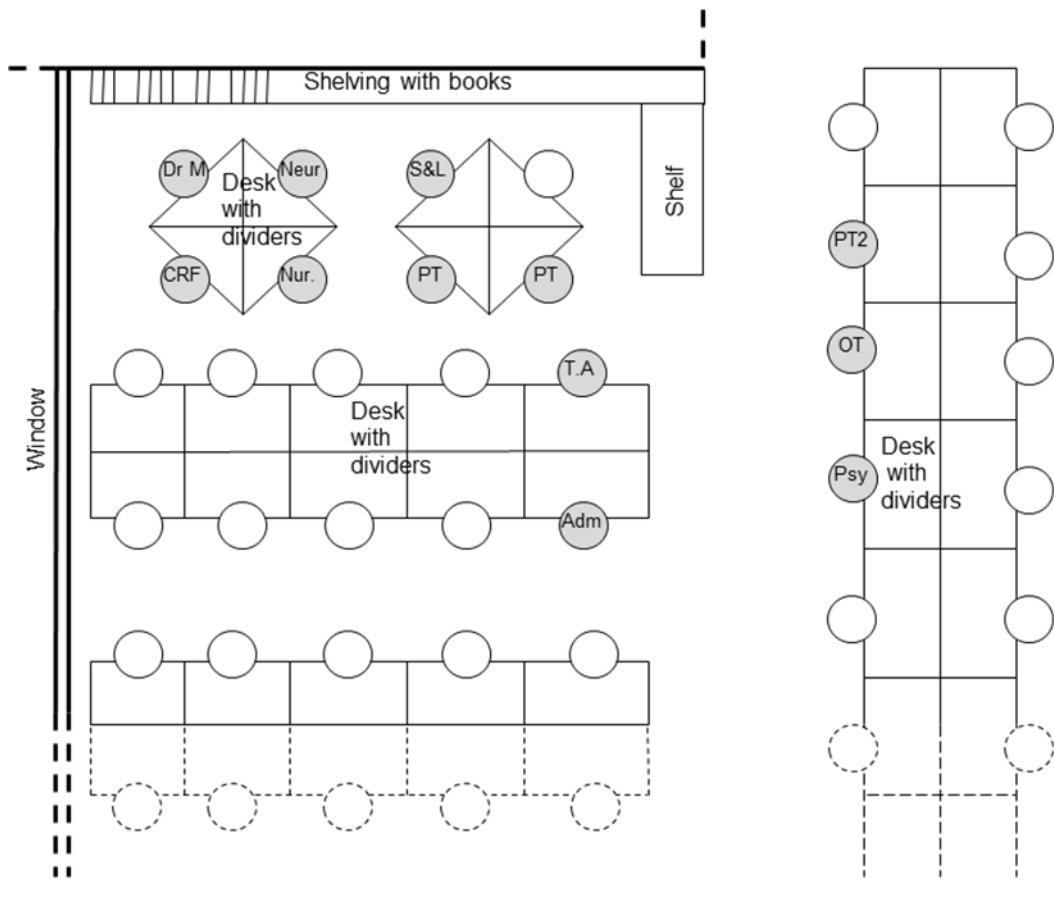 Shelving with books
Shelf
Dr M
Neur
Desk
with
dividers
CRF
Nur.
S&L
PT
PT
Window
T.A
Desk
with
dividers
Adm
PT2
OT
Psy
Desk
with
dividers